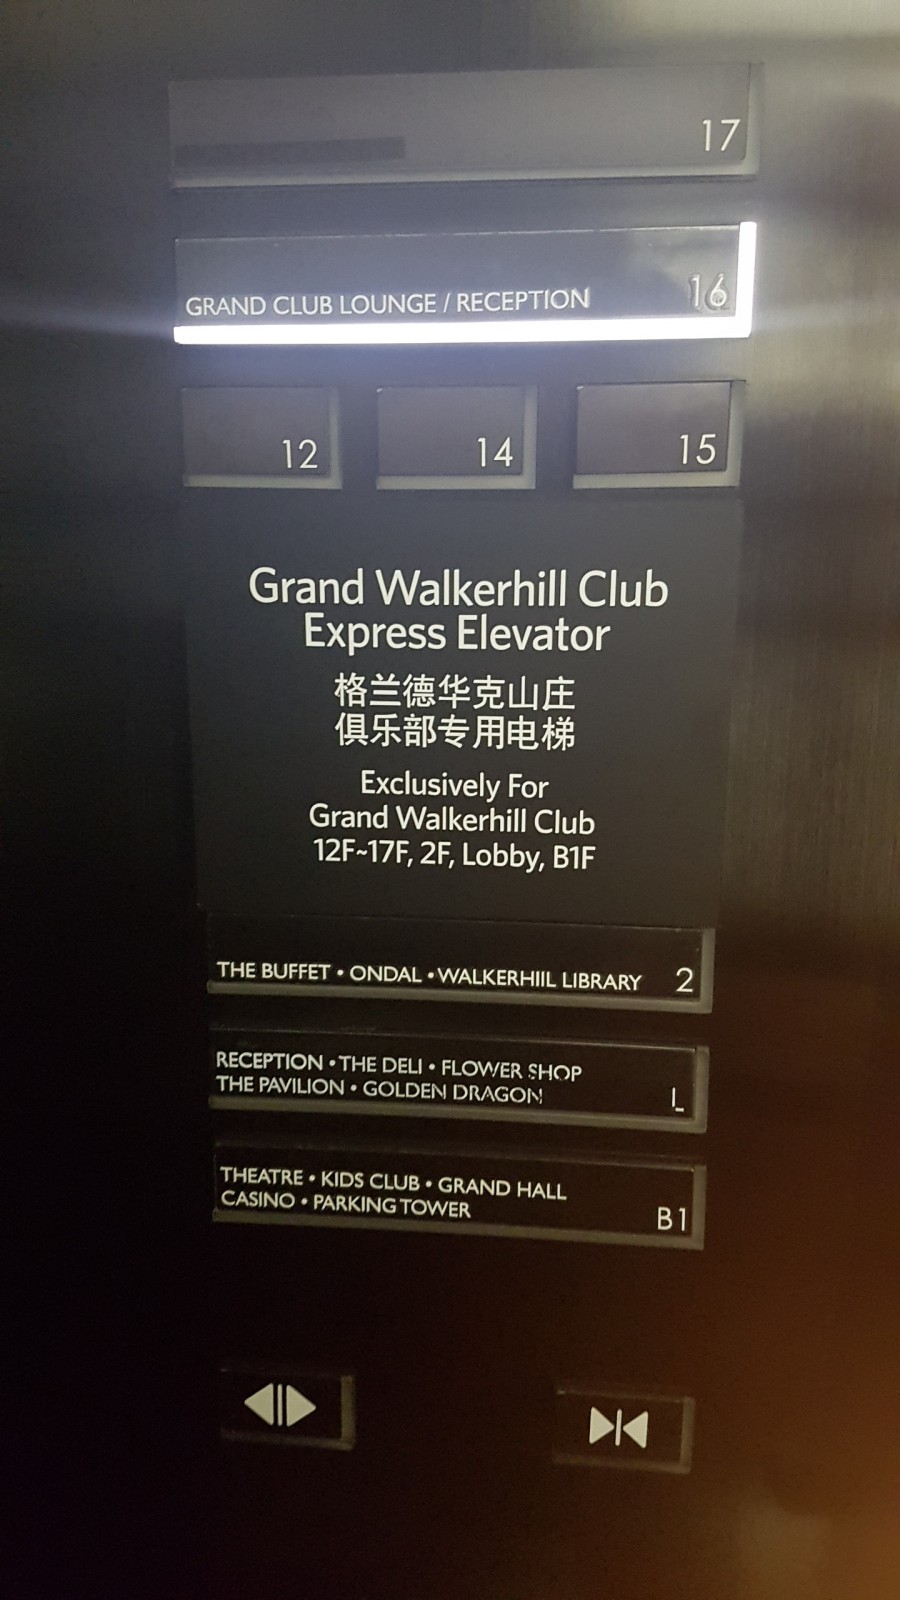 17
GRAND CLUB LOUNGE / RECEPTION 16
12 14 15
Grand Walkerhill Club
Express Elevator
格兰德华克山庄
俱乐部专用电梯
Exclusively For
Grand Walkerhill Club
12F~17F, 2F, Lobby, B1F
THE BUFFET • ONDAL • WALKERHIIL LIBRARY 2
RECEPTION • THE DELI • FLOWER SHOP
THE PAVILION • GOLDEN DRAGON L
THEATRE • KIDS CLUB • GRAND HALL
CASINO • PARKING TOWER B1